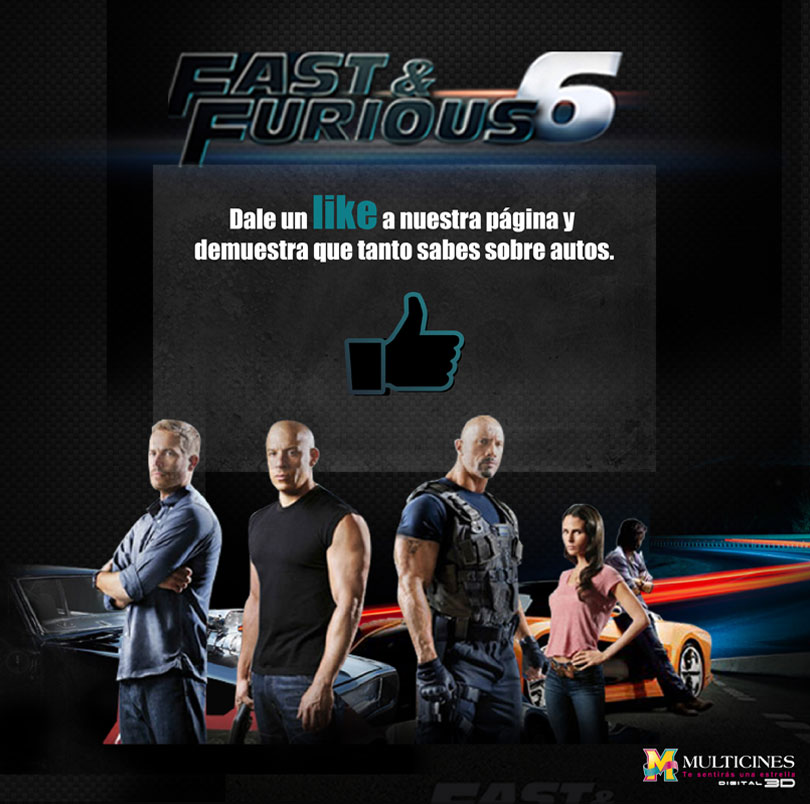 FAST &
FURIOUS 6
Dale un like a nuestra página y
demuestra que tanto sabes sobre autos.
MULTICINES
Te sentirás una estrella
DIGITAL 3D
FAST &